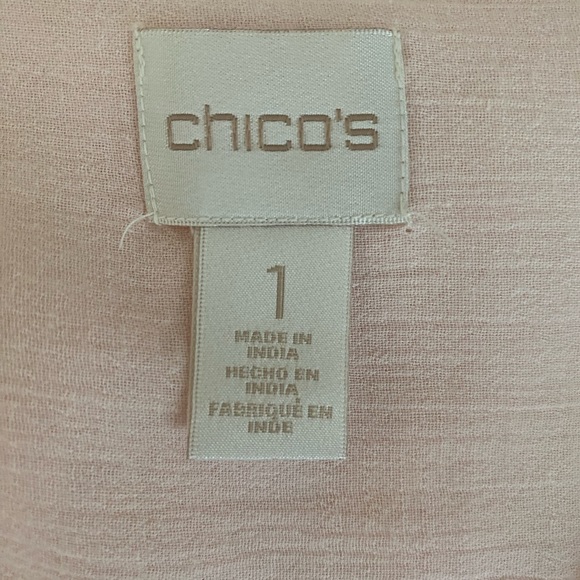 chico's
1
MADE IN
INDIA
HECHO EN
INDIA
FABRIQUÉ EN
INDE